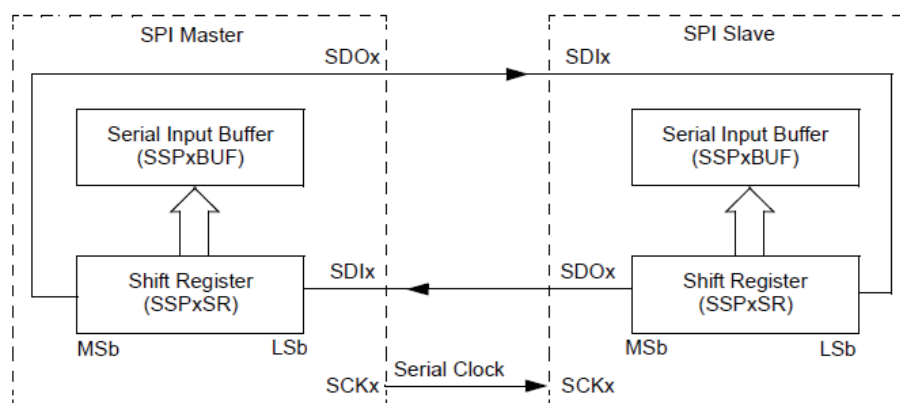 SPI Master
SPI Slave
SDOx
SDIx
Serial Input Buffer
(SSPxBUF)
Serial Input Buffer
(SSPxBUF)
Shift Register
(SSPxSR)
SDIx
SDOx
Shift Register
(SSPxSR)
MSb
LSb
MSb
LSb
SCKx
Serial Clock
SCKx